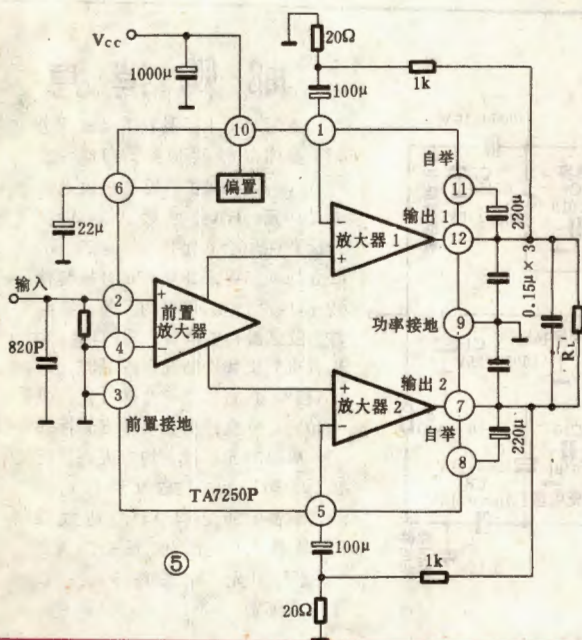 20Ω
Vcc
1000μ
100μ
1k
10
1
自举
6
偏置
11
22μ
放大器 1
+
输出 1
12
220μ
0.15μ×3
输入
2
+
前置
放大器
4
-
820P
功率接地
9
RL
3
前置接地
+
放大器 2
-
输出 2
7
自举
8
220μ
TA7250P
5
⑤
100μ
1k
20Ω